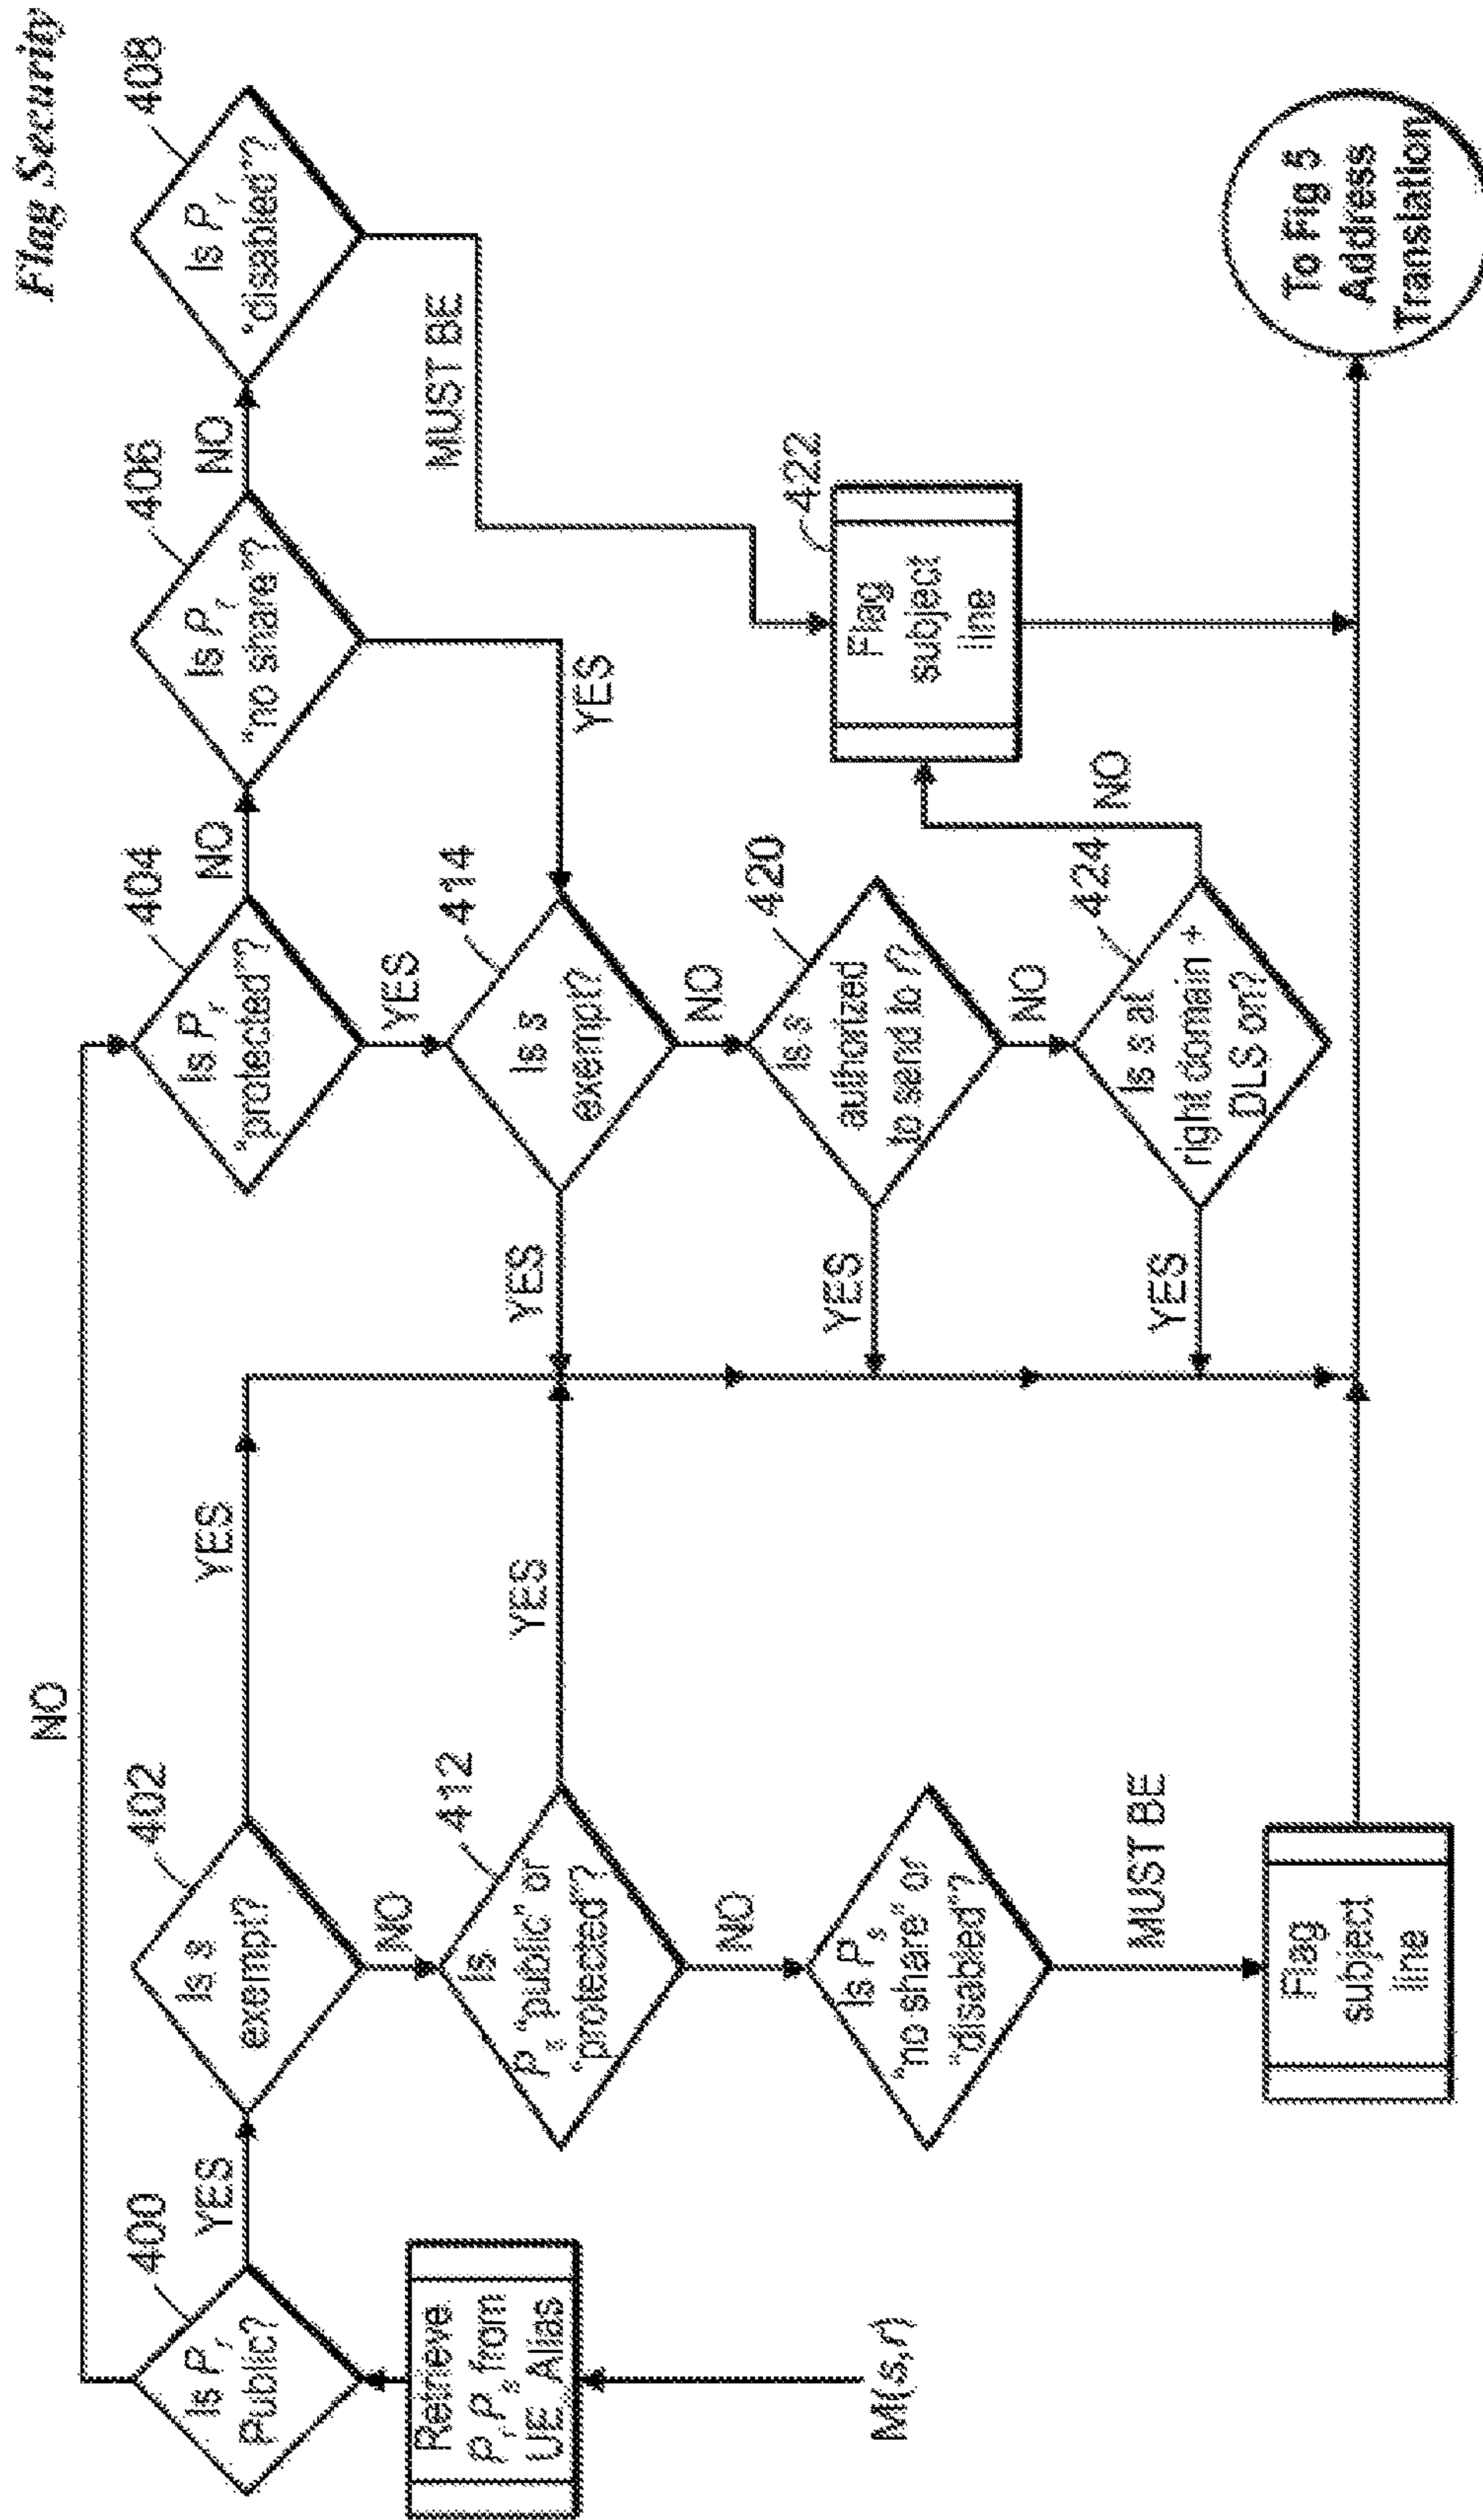 Flag Security
NO
400
Is Pr
Public?
YES
402
Is s
exempt?
YES
404
Is Pr
"protected"?
NO
406
Is Pr
"no share"?
NO
408
Is Pr
"disabled"?
Retrieve
Pr Ps from
UE Alias
NO
412
Is
Ps "public" or
"protected"?
YES
YES
YES
414
Is s
exempt?
YES
MUST BE
M(s,r)
NO
Is Ps
"no share" or
"disabled"?
NO
420
Is s
authorized
to send to r?
YES
422
Flag
subject
line
MUST BE
NO
424
Is s at
right domain +
DLS on?
YES
NO
Flag
subject
line
To Fig 5
Address
Translation